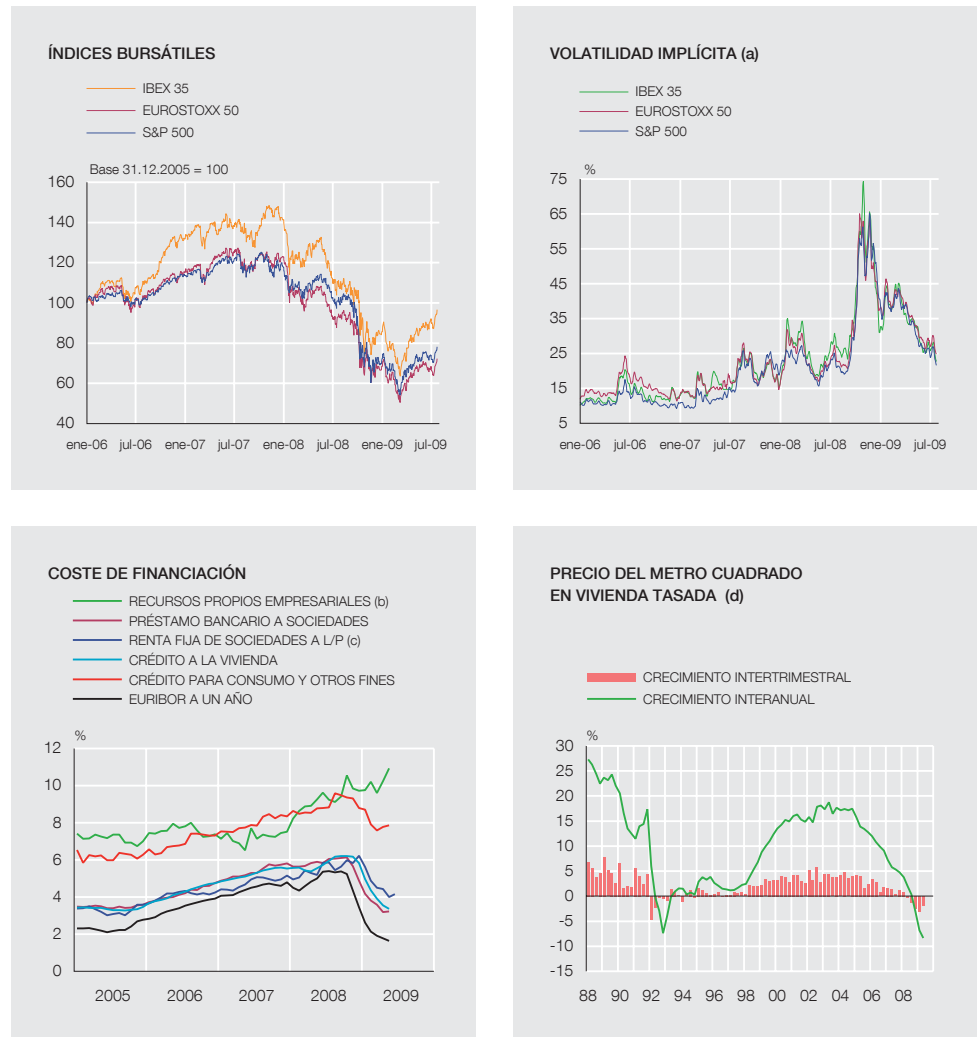 ÍNDICES BURSÁTILES
IBEX 35
EUROSTOXX 50
S&P 500
Base 31.12.2005 = 100
160
140
120
100
80
60
40
ene-06 jul-06 ene-07 jul-07 ene-08 jul-08 ene-09 jul-09
VOLATILIDAD IMPLÍCITA (a)
IBEX 35
EUROSTOXX 50
S&P 500
%
75
65
55
45
35
25
15
5
ene-06 jul-06 ene-07 jul-07 ene-08 jul-08 ene-09 jul-09
COSTE DE FINANCIACIÓN
RECURSOS PROPIOS EMPRESARIALES (b)
PRÉSTAMO BANCARIO A SOCIEDADES
RENTA FIJA DE SOCIEDADES A L/P (c)
CRÉDITO A LA VIVIENDA
CRÉDITO PARA CONSUMO Y OTROS FINES
EURIBOR A UN AÑO
%
12
10
8
6
4
2
0
2005 2006 2007 2008 2009
PRECIO DEL METRO CUADRADO
EN VIVIENDA TASADA (d)
CRECIMIENTO INTERTRIMESTRAL
CRECIMIENTO INTERANUAL
%
30
25
20
15
10
5
0
-5
-10
-15
88 90 92 94 96 98 00 02 04 06 08